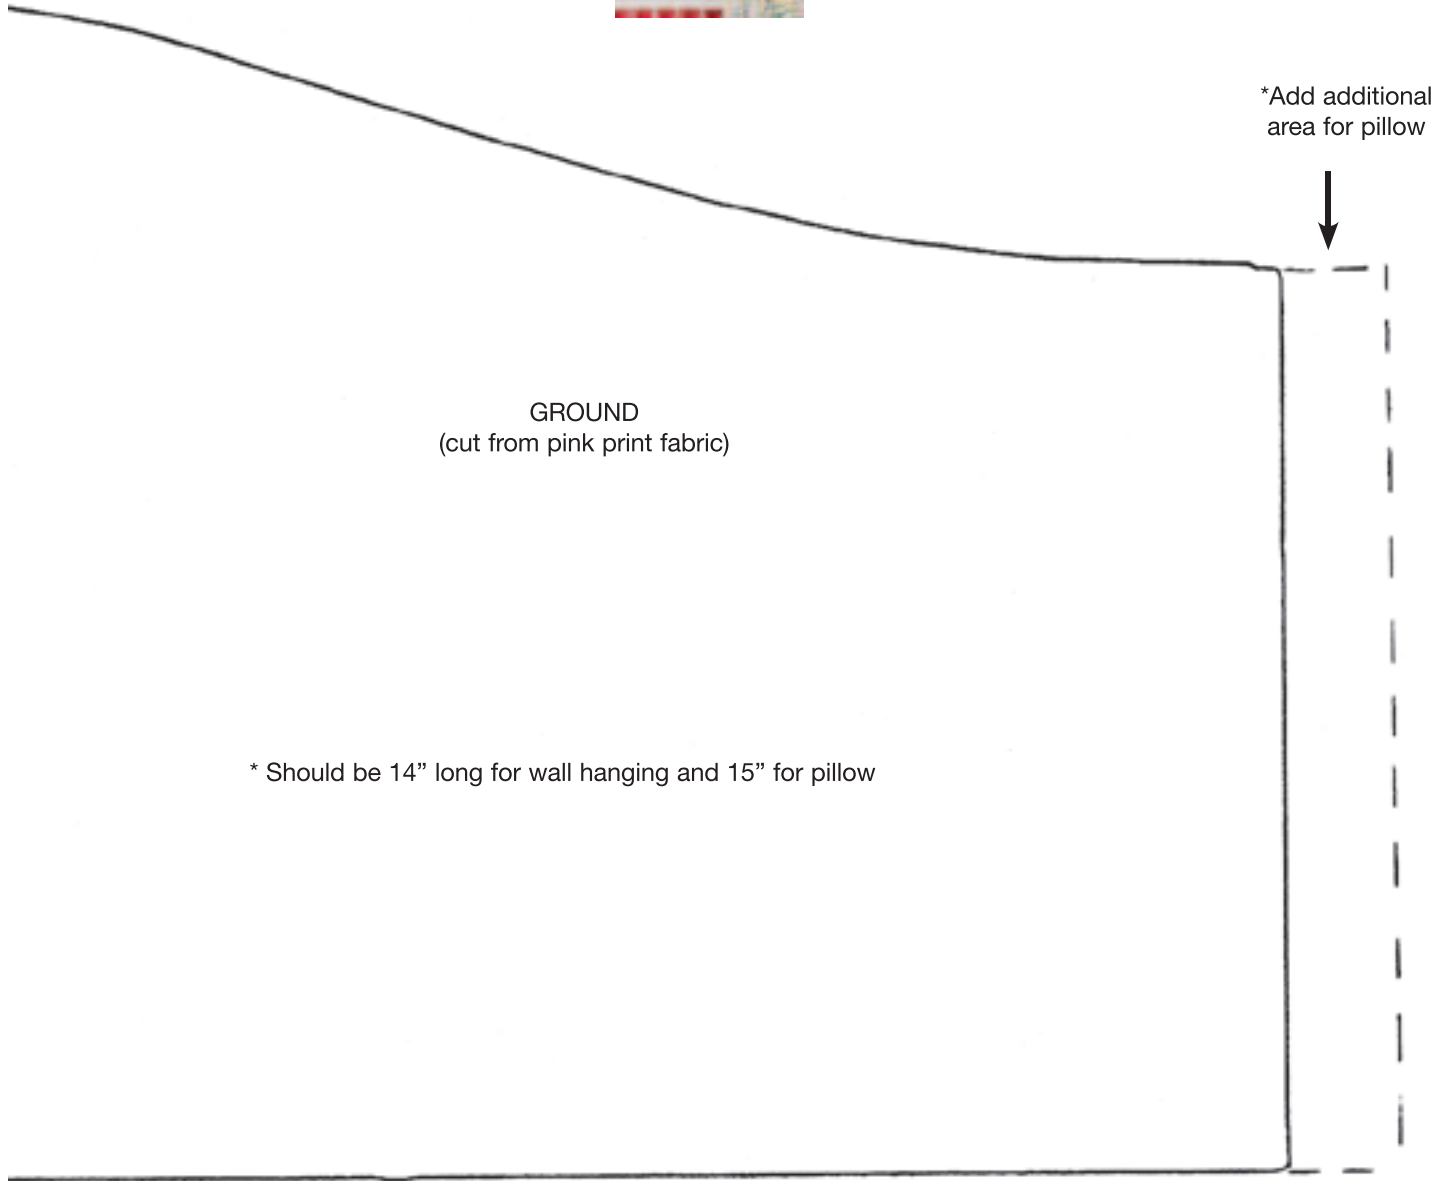 *Add additional
area for pillow
GROUND
(cut from pink print fabric)
* Should be 14” long for wall hanging and 15” for pillow